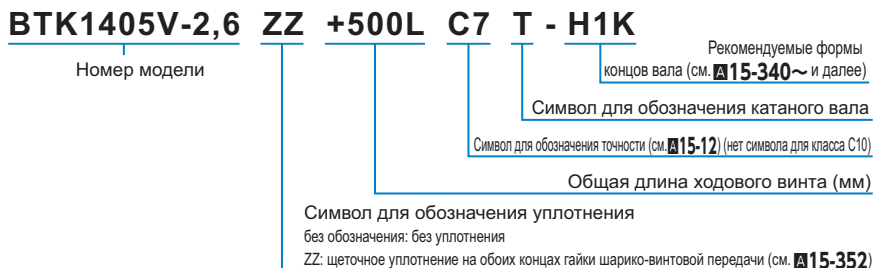 BTK1405V-2,6 ZZ +500L C7 T - H1K
Номер модели
Рекомендуемые формы
концов вала (см. A15-340~ и далее)
Символ для обозначения катаного вала
Символ для обозначения точности (см. A15-12) (нет символа для класса C10)
Общая длина ходового винта (мм)
Символ для обозначения уплотнения
без обозначения: без уплотнения
ZZ: щеточное уплотнение на обоих концах гайки шарико-винтовой передачи (см. A15-352)